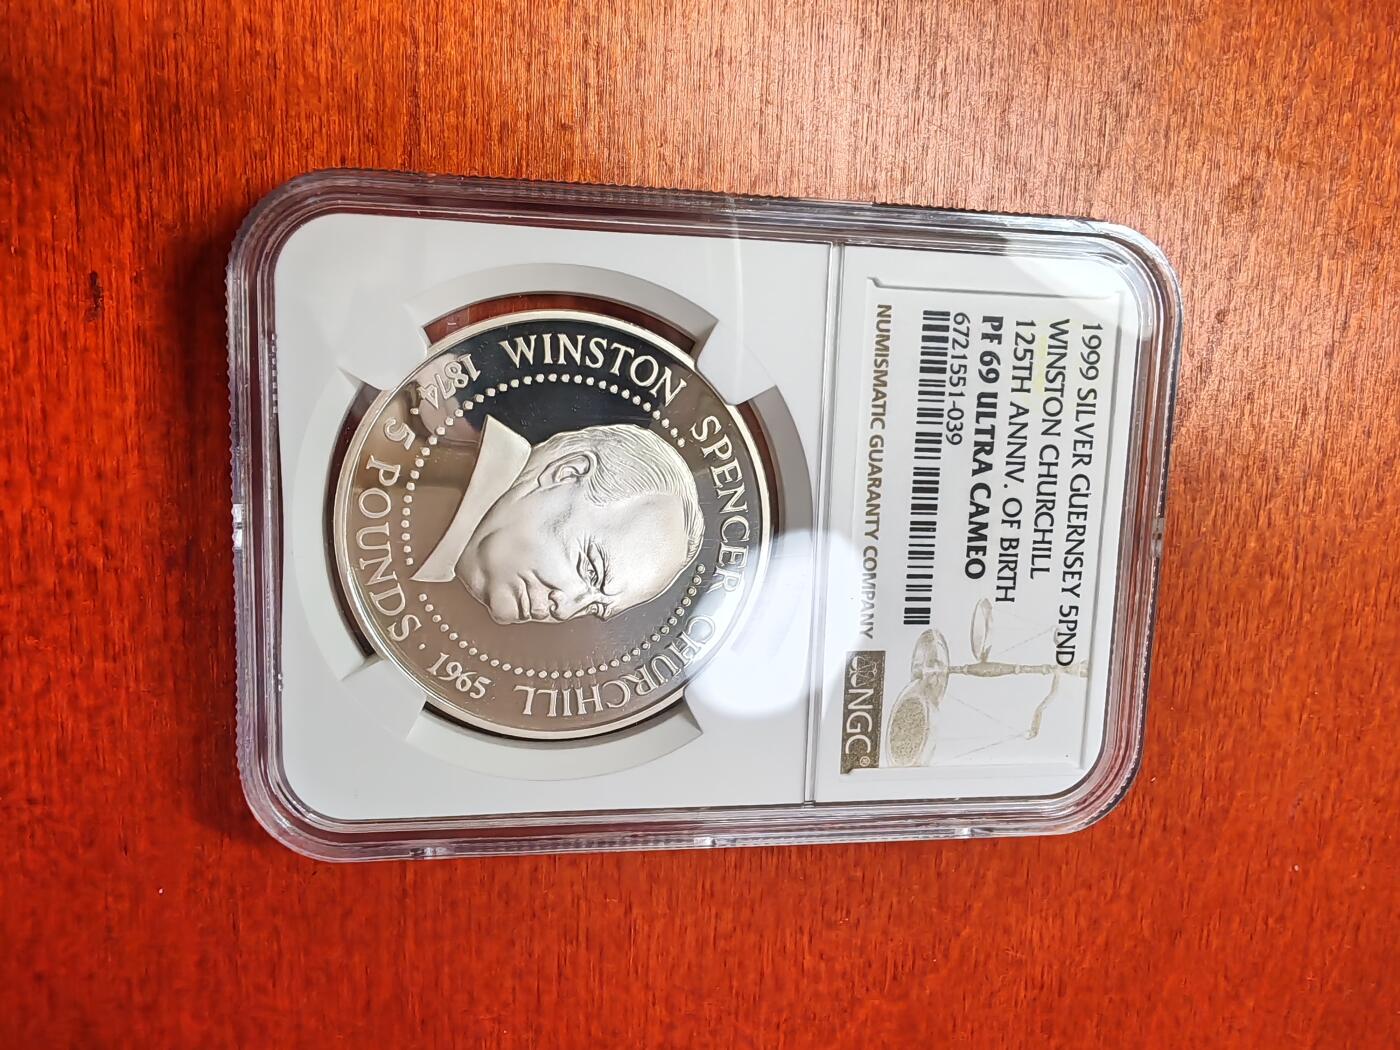 1999 SILVER GUERNSEY 5PND
WINSTON CHURCHILL
125TH ANNIV. OF BIRTH
PF 69 ULTRA CAMEO
6721551-039
NUMISMATIC GUARANTY COMPANY
NGC®
WINSTON SPENCER CHURCHILL
1874 · 5 POUNDS · 1965